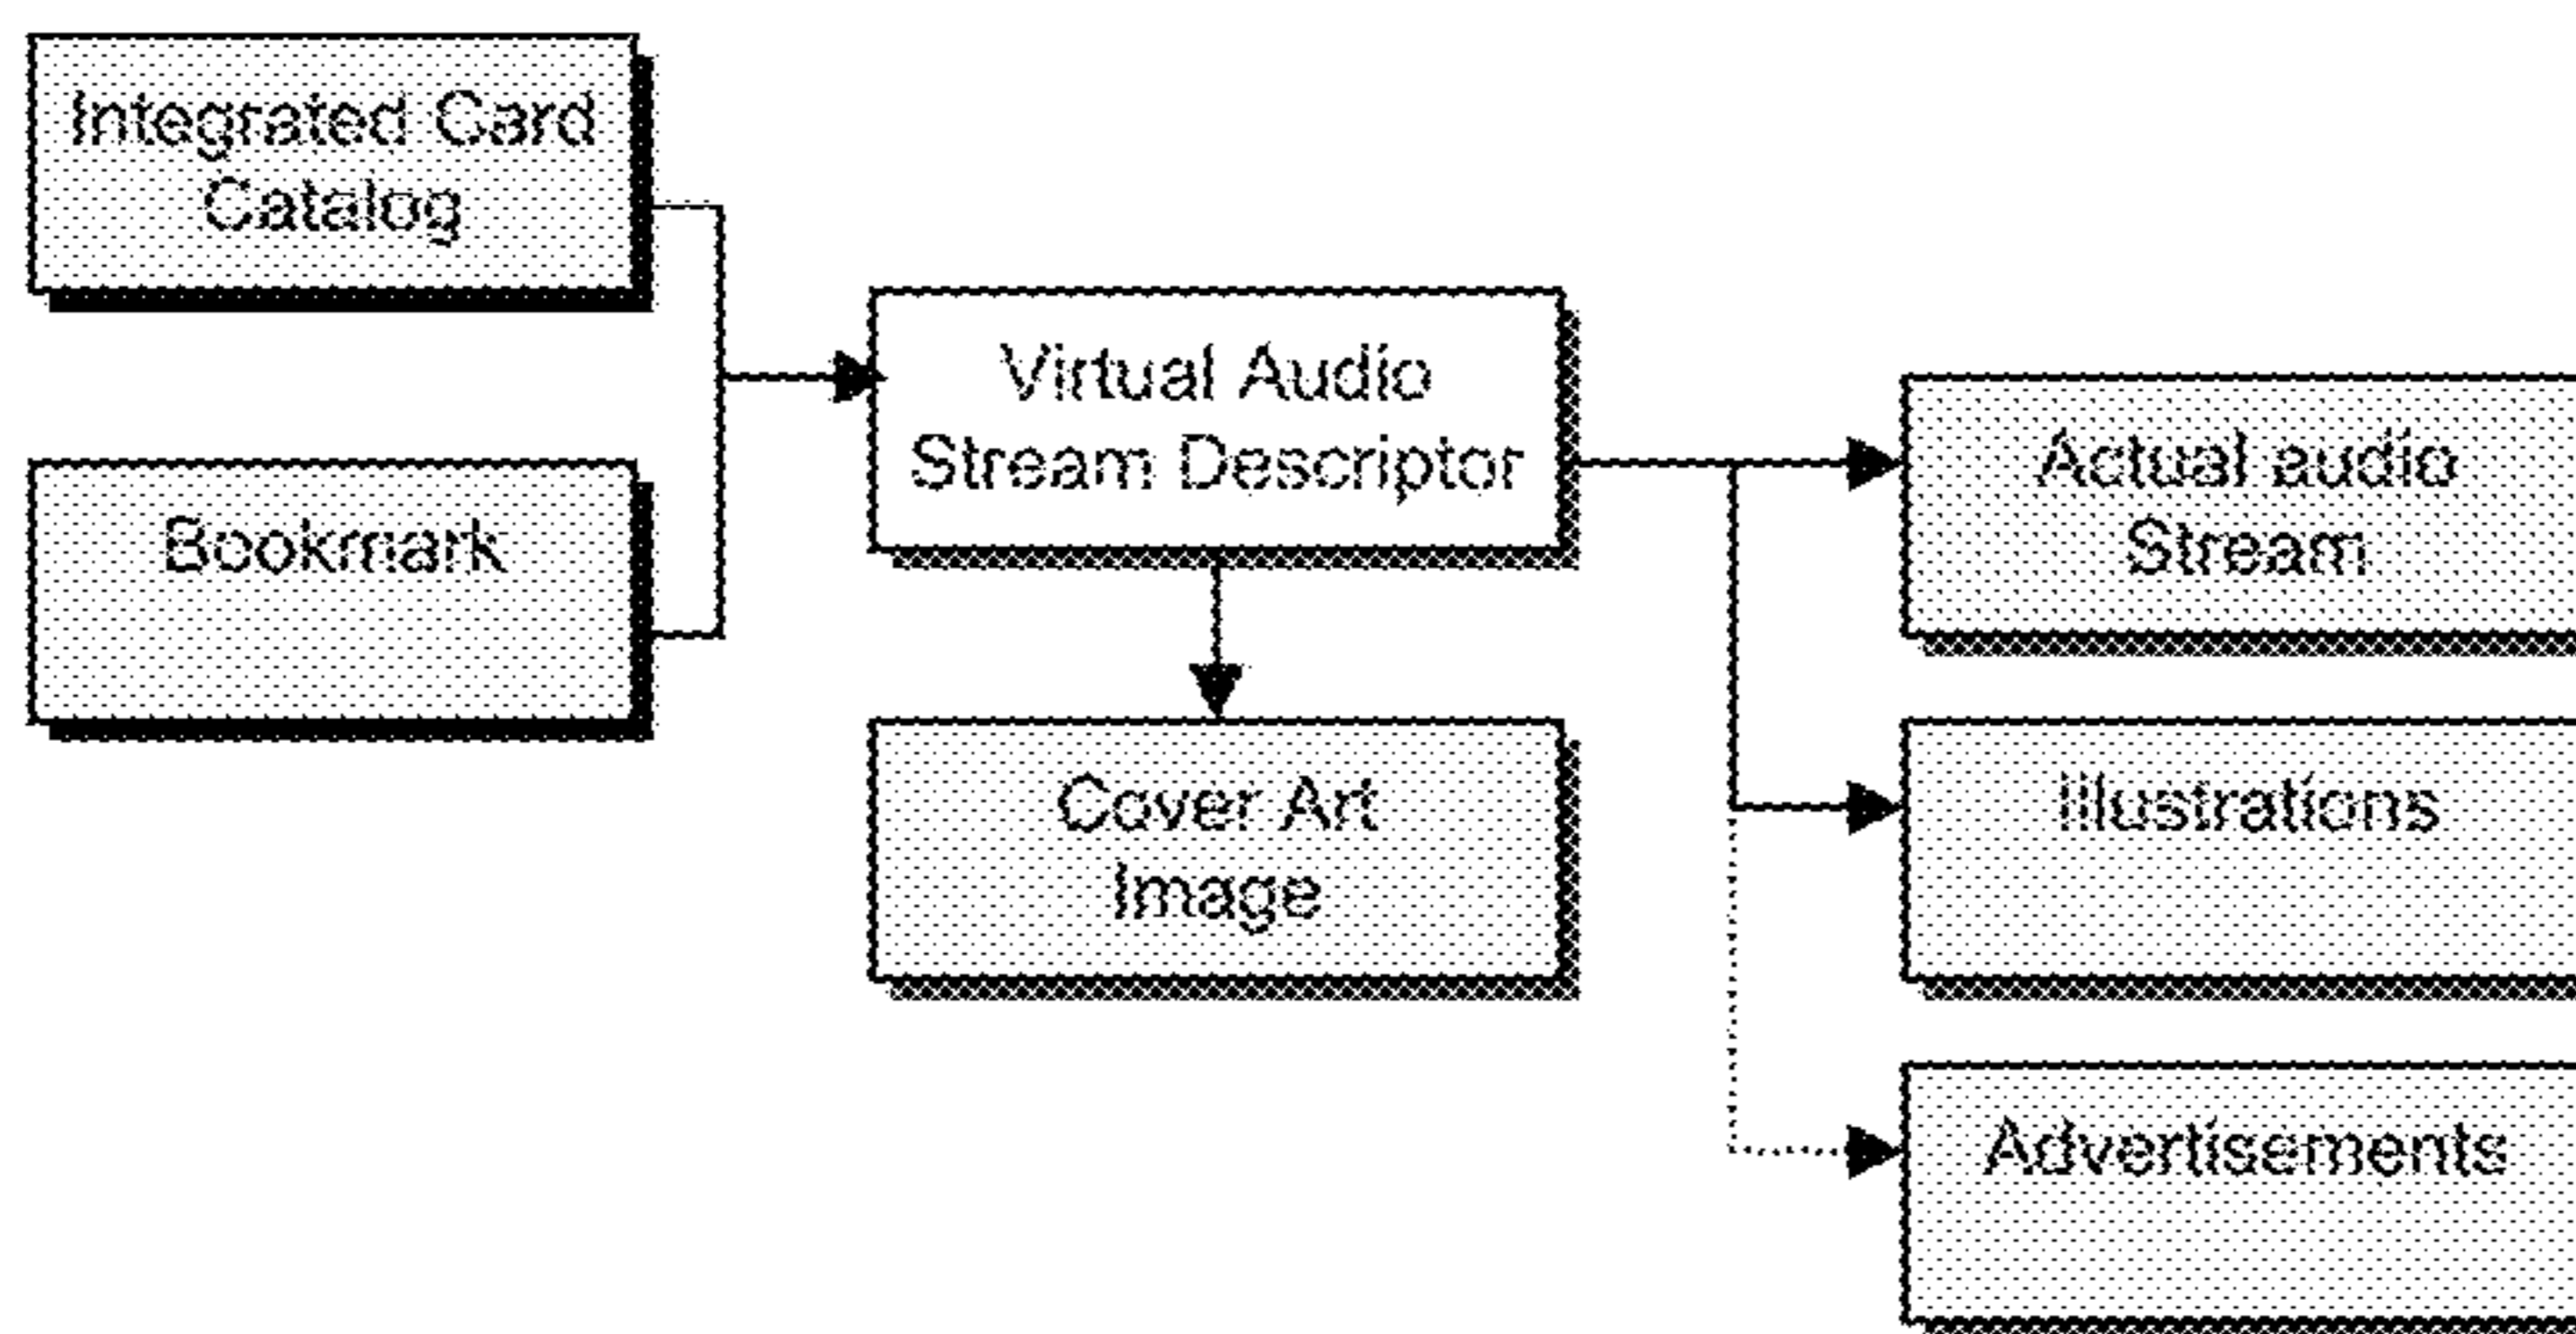 Integrated Card
Catalog
Bookmark
Virtual Audio
Stream Descriptor
Cover Art
Image
Actual audio
Stream
Illustrations
Advertisements